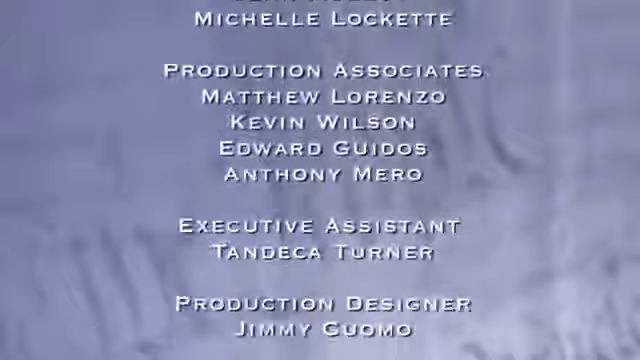 Michelle Lockette
Production Associates
Matthew Lorenzo
Kevin Wilson
Edward Guidos
Anthony Mero
Executive Assistant
Tandeca Turner
Production Designer
Jimmy Cuomo